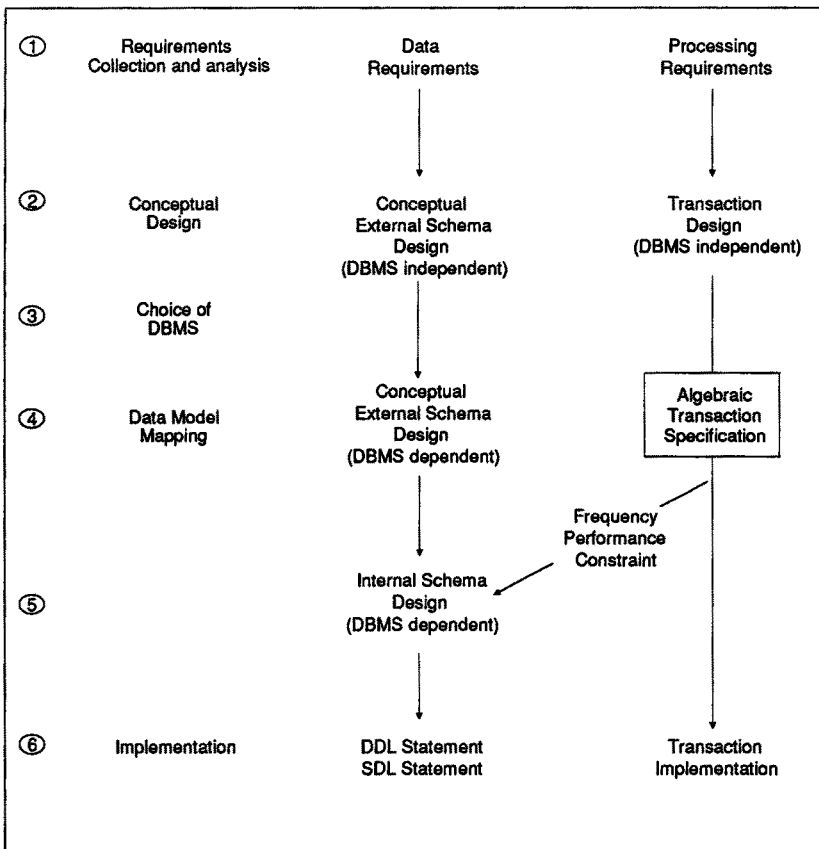 ① Requirements Collection and analysis
Data Requirements
Processing Requirements
② Conceptual Design
Conceptual External Schema Design (DBMS independent)
Transaction Design (DBMS independent)
③ Choice of DBMS
④ Data Model Mapping
Conceptual External Schema Design (DBMS dependent)
Algebraic Transaction Specification
Frequency Performance Constraint
⑤
Internal Schema Design (DBMS dependent)
⑥ Implementation
DDL Statement
SDL Statement
Transaction Implementation